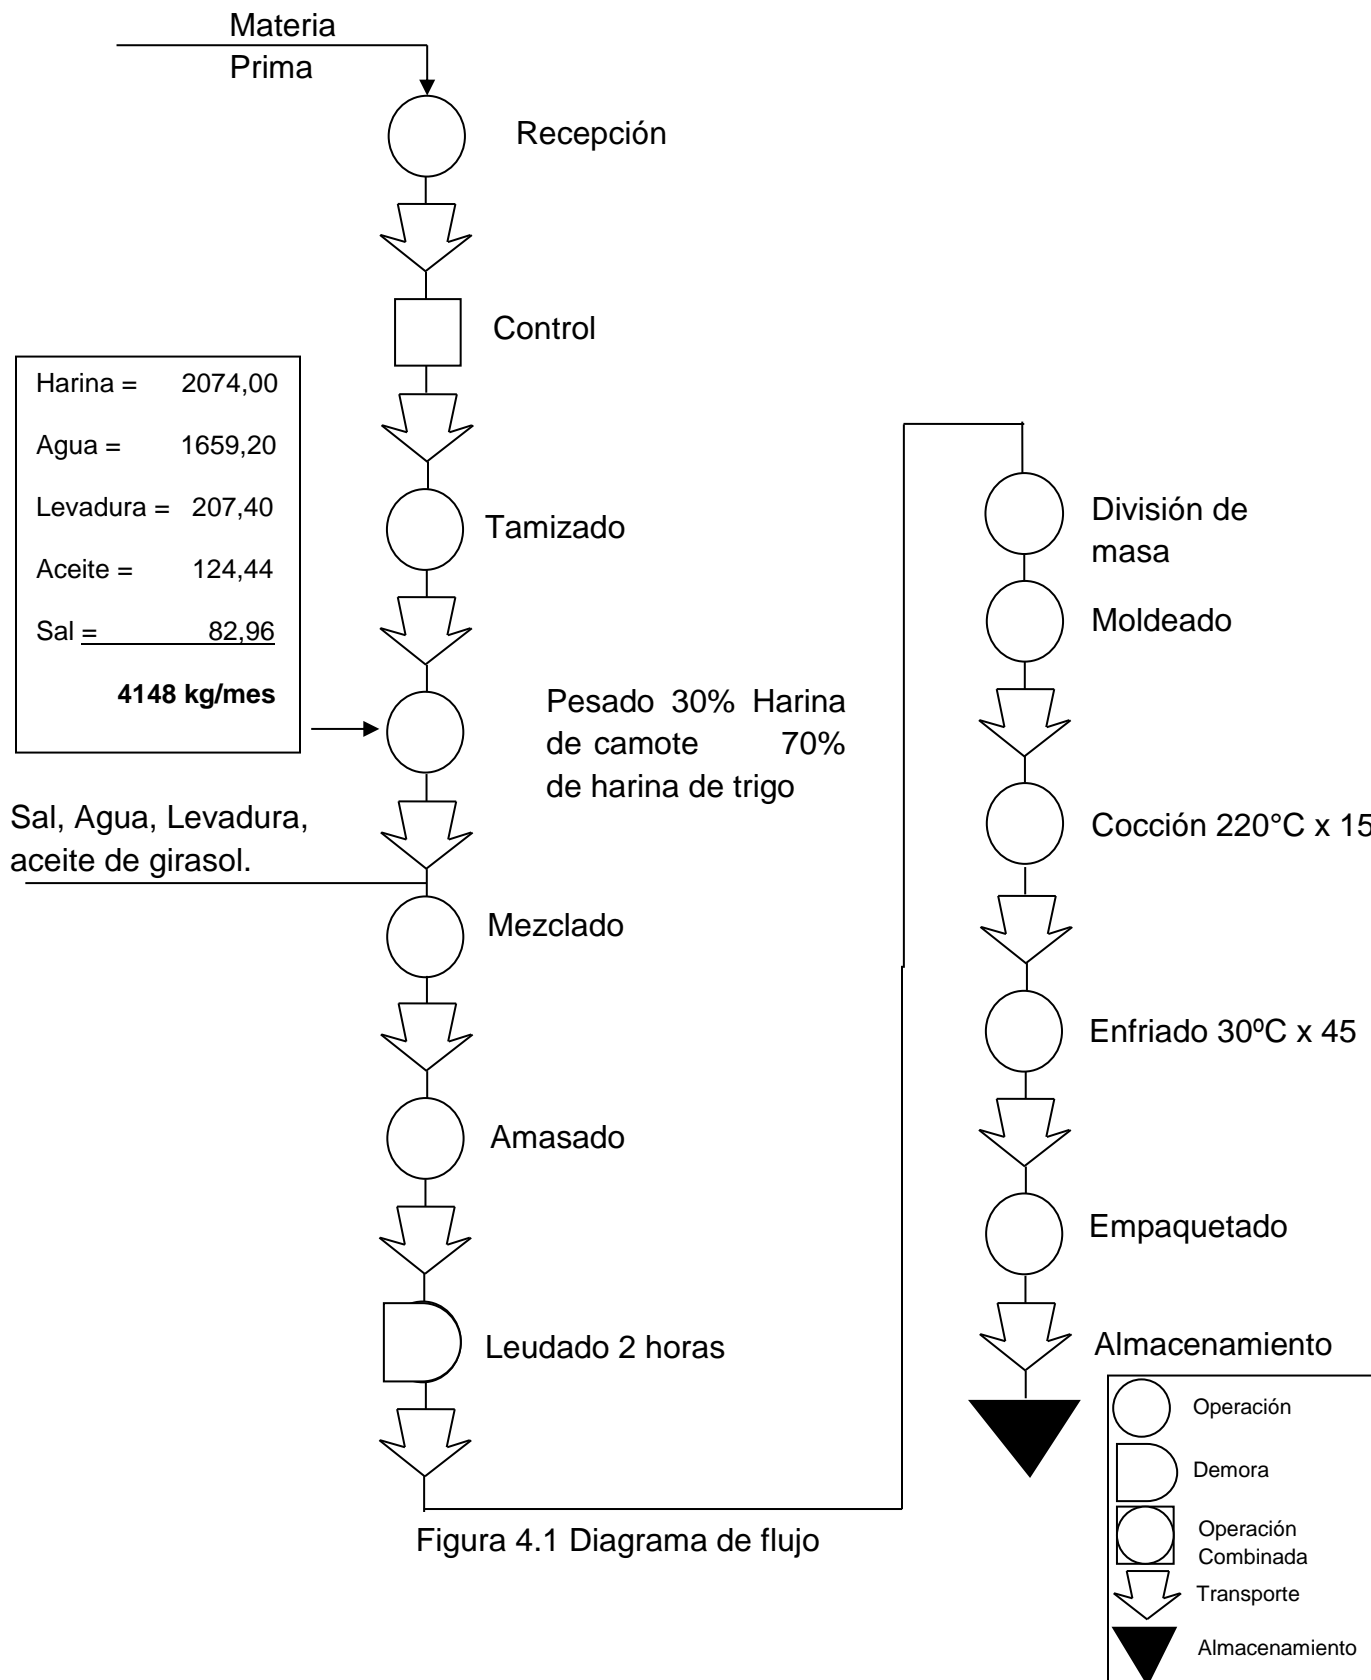 Materia
Prima
Recepción
Control
Harina = 2074,00
Agua = 1659,20
Levadura = 207,40
Aceite = 124,44
Sal = 82,96
4148 kg/mes
Tamizado
Pesado 30% Harina
de camote 70%
de harina de trigo
Sal, Agua, Levadura,
aceite de girasol.
Mezclado
Amasado
Leudado 2 horas
División de
masa
Moldeado
Cocción 220°C x 15
Enfriado 30ºC x 45
Empaquetado
Almacenamiento
Operación
Demora
Operación
Combinada
Transporte
Almacenamiento
Figura 4.1 Diagrama de flujo